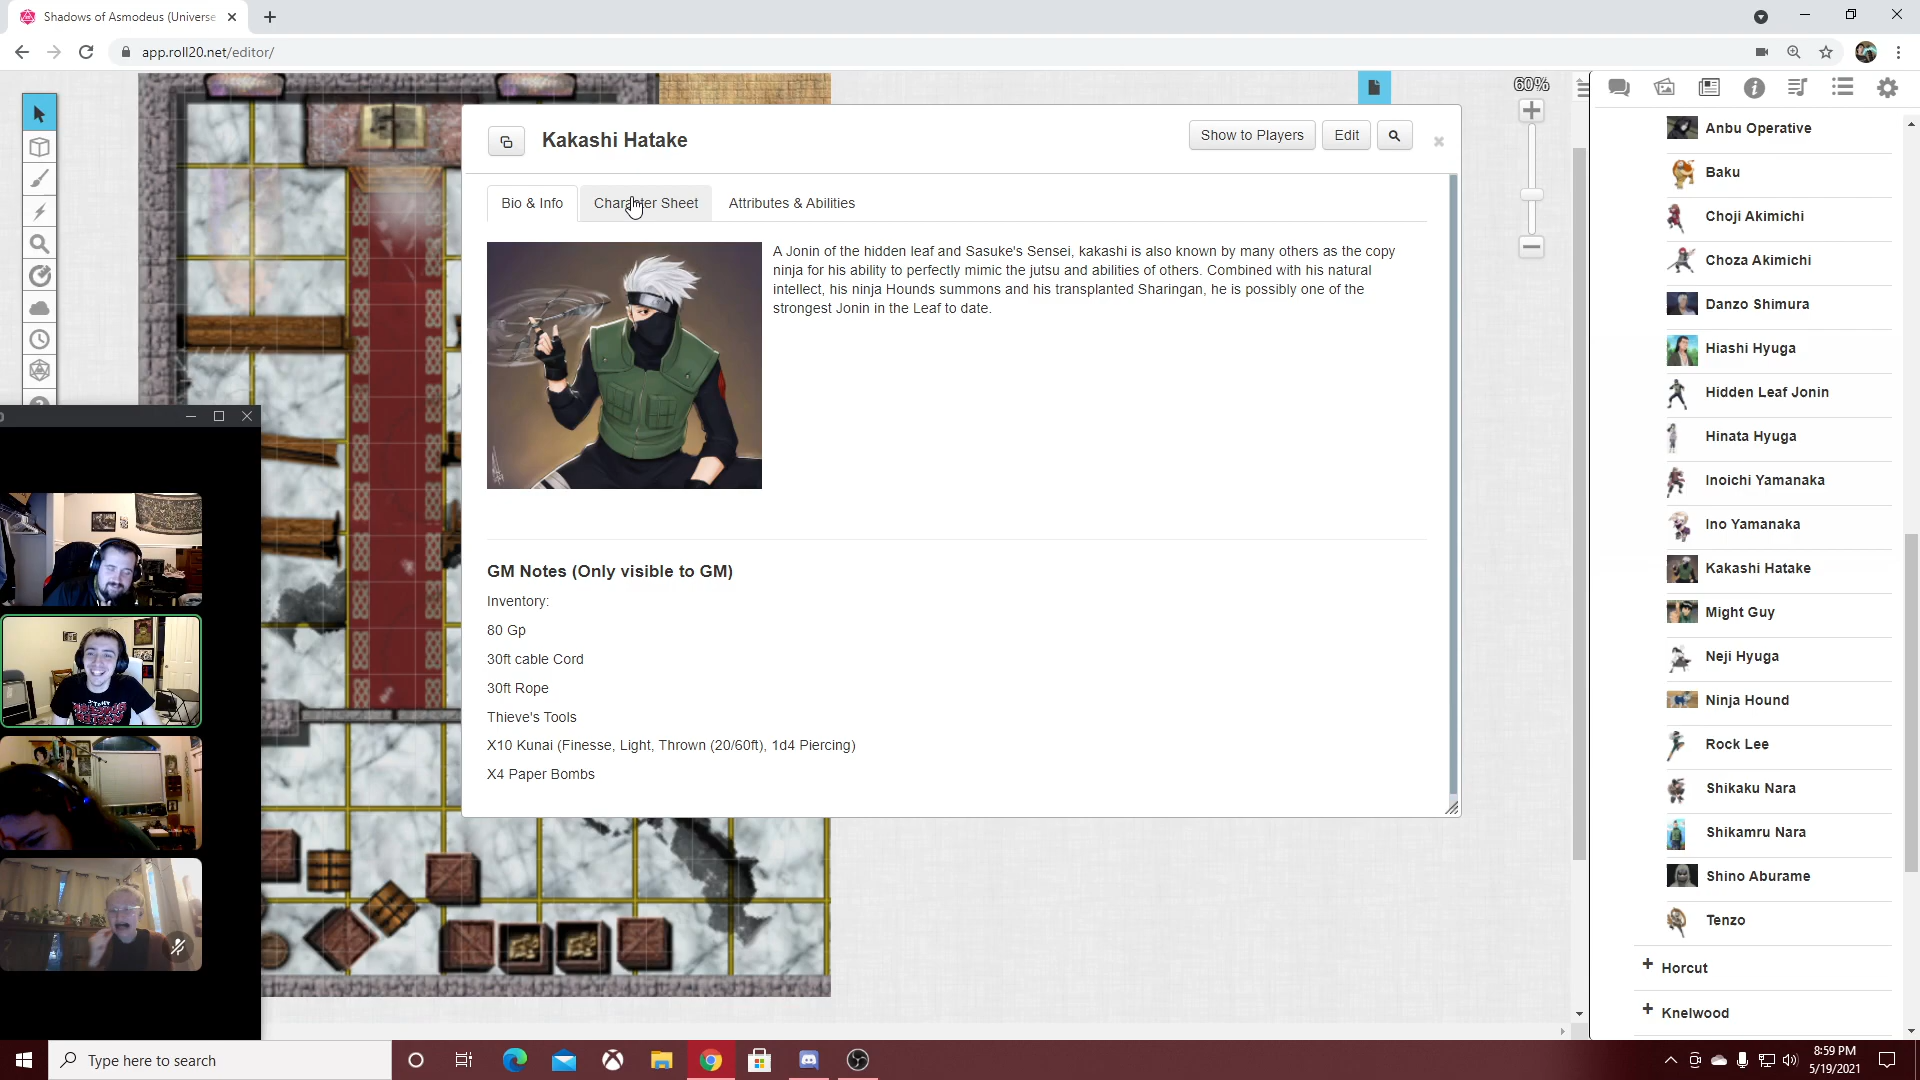 Shadows of Asmodeus (Universe
app.roll20.net/editor/
60%
Kakashi Hatake
Show to Players
Edit
Bio & Info
Character Sheet
Attributes & Abilities
A Jonin of the hidden leaf and Sasuke's Sensei, kakashi is also known by many others as the copy
ninja for his ability to perfectly mimic the jutsu and abilities of others. Combined with his natural
intellect, his ninja Hounds summons and his transplanted Sharingan, he is possibly one of the
strongest Jonin in the Leaf to date.
GM Notes (Only visible to GM)
Inventory:
80 Gp
30ft cable Cord
30ft Rope
Thieve's Tools
X10 Kunai (Finesse, Light, Thrown (20/60ft), 1d4 Piercing)
X4 Paper Bombs
Anbu Operative
Baku
Choji Akimichi
Choza Akimichi
Danzo Shimura
Hiashi Hyuga
Hidden Leaf Jonin
Hinata Hyuga
Inoichi Yamanaka
Ino Yamanaka
Kakashi Hatake
Might Guy
Neji Hyuga
Ninja Hound
Rock Lee
Shikaku Nara
Shikamru Nara
Shino Aburame
Tenzo
Horcut
Knelwood
Type here to search
8:59 PM
5/19/2021